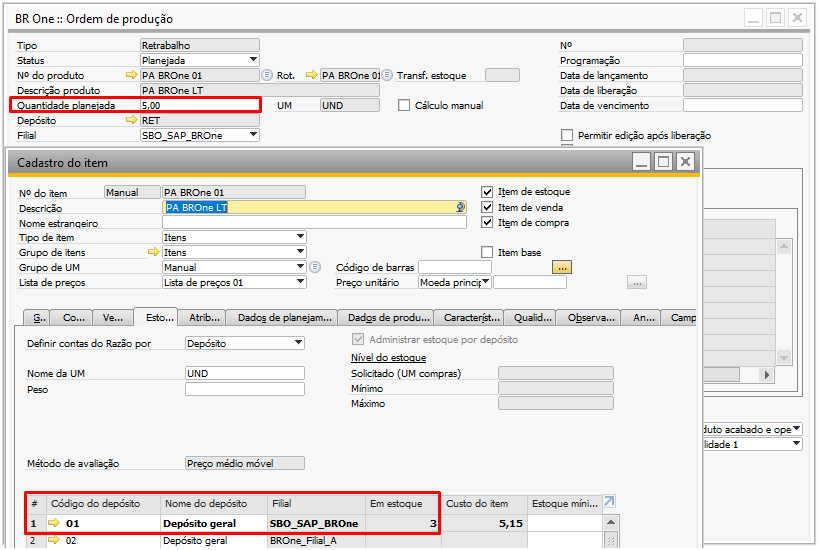 BR One :: Ordem de produção
Tipo Retrabalho Nº
Status Planejada Programação
Nº do produto PA BROne 01 Rot. PA BROne 01 Transf. estoque Data de lançamento
Descrição produto PA BROne LT Data de liberação
Quantidade planejada 5,00 UM UND Cálculo manual Data de vencimento
Depósito RET
Filial SBO_SAP_BROne Permitir edição após liberação
Cadastro do item
Nº do item Manual PA BROne 01 Item de estoque
Descrição PA BROne LT Item de venda
Nome estrangeiro Item de compra
Tipo de item Itens
Grupo de itens Itens Item base
Grupo de UM Manual Código de barras ...
Lista de preços Lista de preços 01 Preço unitário Moeda princip ...
G.. Co... Ve... Esto... Atrib... Dados de planejam... Dados de produ... Característ... Qualid... Observa... An... Camp
Definir contas do Razão por Depósito Administrar estoque por depósito
Nível do estoque
Nome da UM UND Solicitado (UM compras)
Peso Mínimo
Máximo
duto acabado e ope
lidade 1
Método de avaliação Preço médio móvel
# Código do depósito Nome do depósito Filial Em estoque Custo do item Estoque míni...
1 01 Depósito geral SBO_SAP_BROne 3 5,15
2 02 Depósito geral BROne_Filial_A